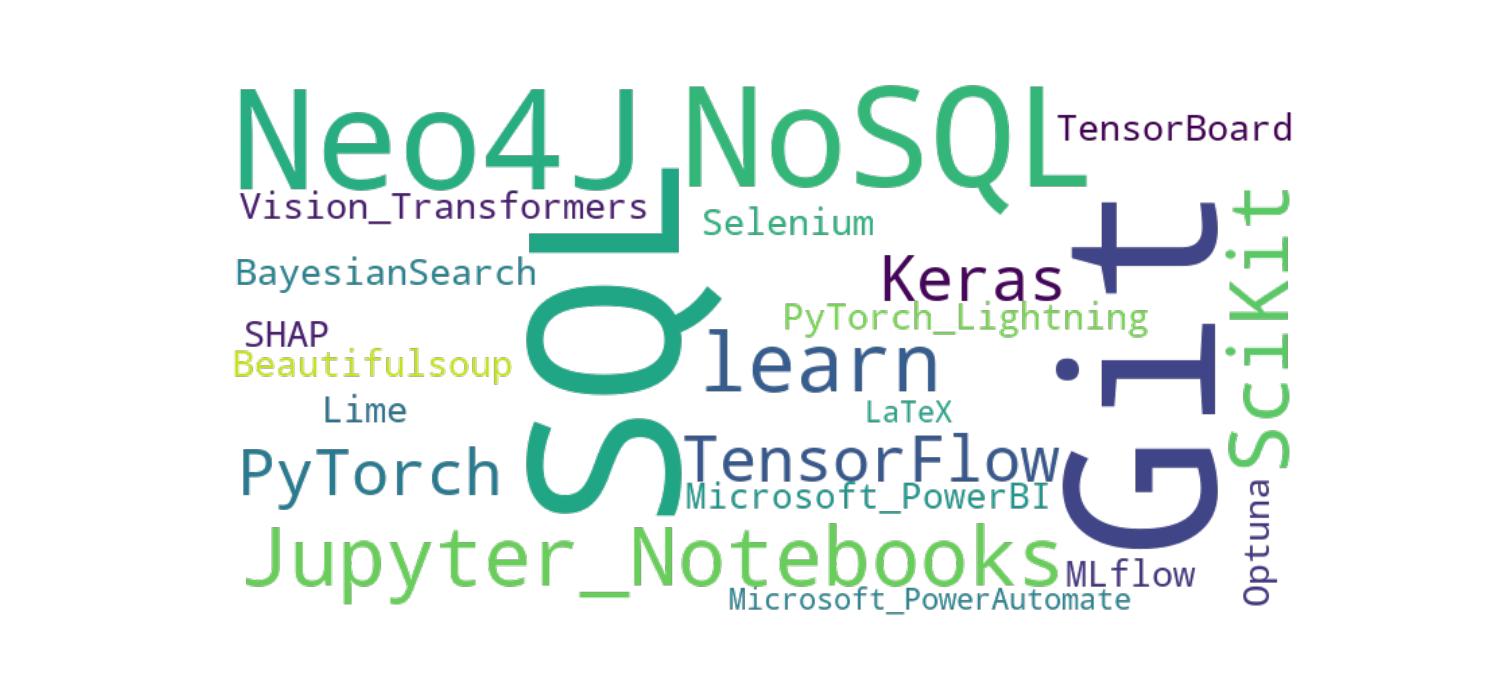 Neo4J
NoSQL
TensorBoard
Vision_Transformers
Selenium
BayesianSearch
Keras
PyTorch_Lightning
SHAP
Beautifulsoup
learn
SQL
Git
SciKit
Lime
LaTeX
PyTorch
TensorFlow
Microsoft_PowerBI
Jupyter_Notebooks
MLflow
Optuna
Microsoft_PowerAutomate